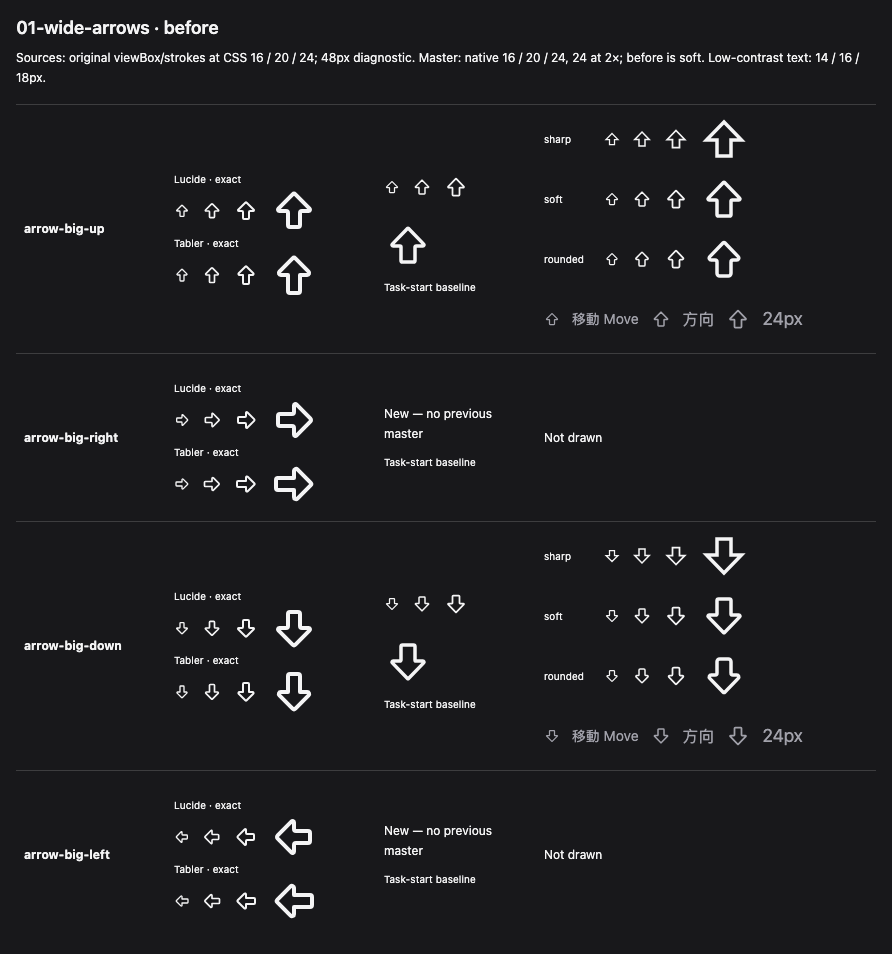 01-wide-arrows · before
Sources: original viewBox/strokes at CSS 16 / 20 / 24; 48px diagnostic. Master: native 16 / 20 / 24, 24 at 2×; before is soft. Low-contrast text: 14 / 16 /
18px.
arrow-big-up
Lucide · exact
Tabler · exact
Task-start baseline
sharp
soft
rounded
移動 Move 方向 24px
arrow-big-right
Lucide · exact
Tabler · exact
New — no previous
master
Task-start baseline
Not drawn
arrow-big-down
Lucide · exact
Tabler · exact
Task-start baseline
sharp
soft
rounded
移動 Move 方向 24px
arrow-big-left
Lucide · exact
Tabler · exact
New — no previous
master
Task-start baseline
Not drawn